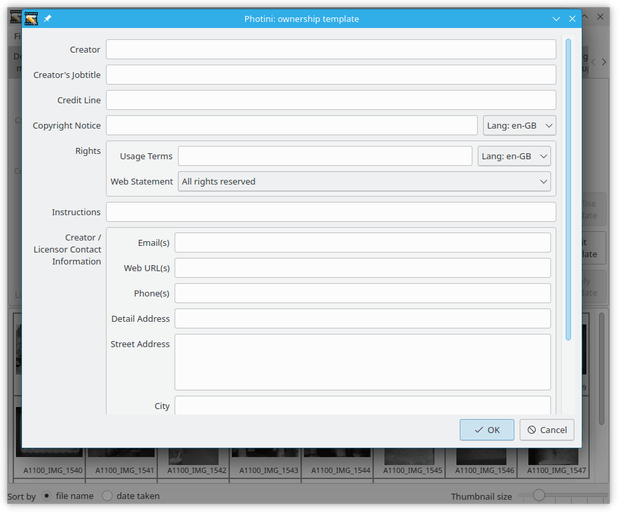 Photini: ownership template
Fi
Creator
Creator's Jobtitle
Credit Line
Copyright Notice
Lang: en-GB
Rights
Usage Terms
Lang: en-GB
Web Statement
All rights reserved
Instructions
Creator /
Licensor Contact
Information
Email(s)
Web URL(s)
Phone(s)
Detail Address
Street Address
City
OK
Cancel
A1100_IMG_1540
A1100_IMG_1541
A1100_IMG_1542
A1100_IMG_1543
A1100_IMG_1544
A1100_IMG_1545
A1100_IMG_1546
A1100_IMG_1547
Sort by
file name
date taken
Thumbnail size